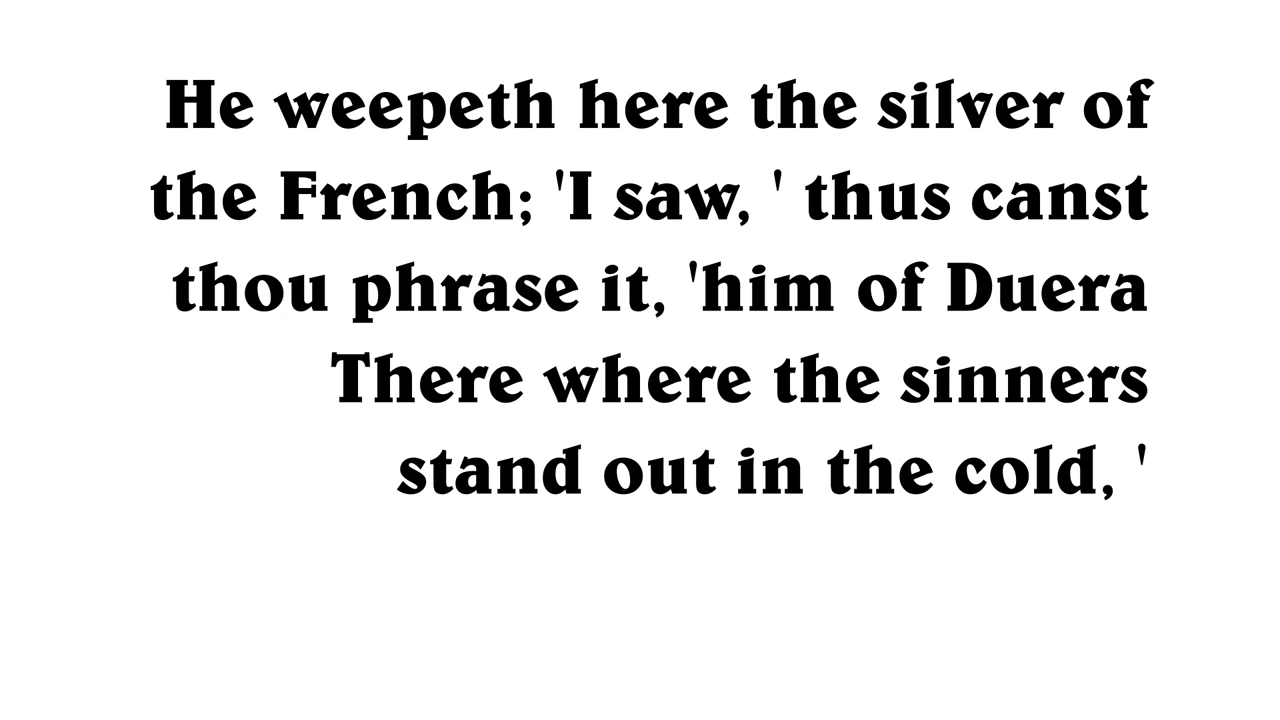 He weepeth here the silver of
the French; 'I saw, ' thus canst
thou phrase it, 'him of Duera
There where the sinners
stand out in the cold, '